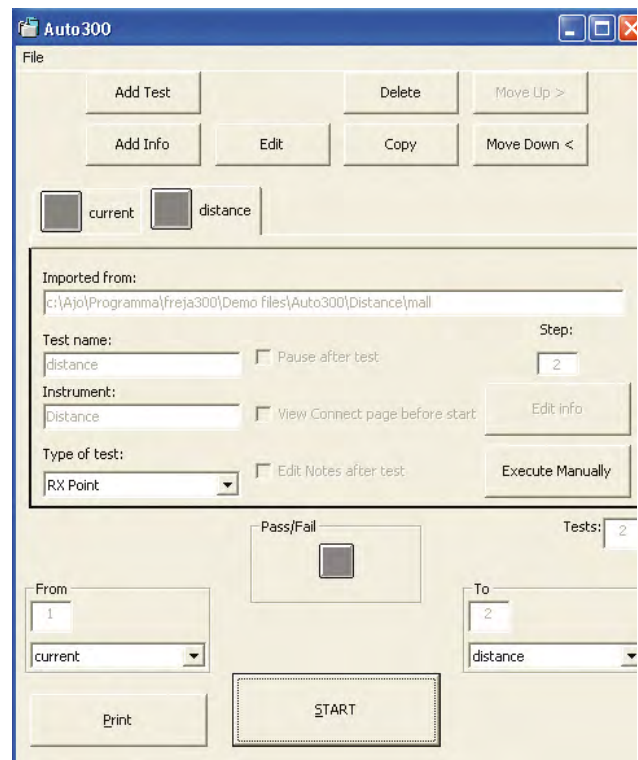 Auto300
File
Add Test
Delete
Move Up >
Add Info
Edit
Copy
Move Down <
current
distance
Imported from:
c:\Ajo\Programma\freja300\Demo files\Auto300\Distance\mall
Test name:
Step:
distance
Pause after test
2
Instrument:
Distance
View Connect page before start
Edit info
Type of test:
RX Point
Edit Notes after test
Execute Manually
Pass/Fail
Tests: 2
From
To
1
2
current
distance
Print
START